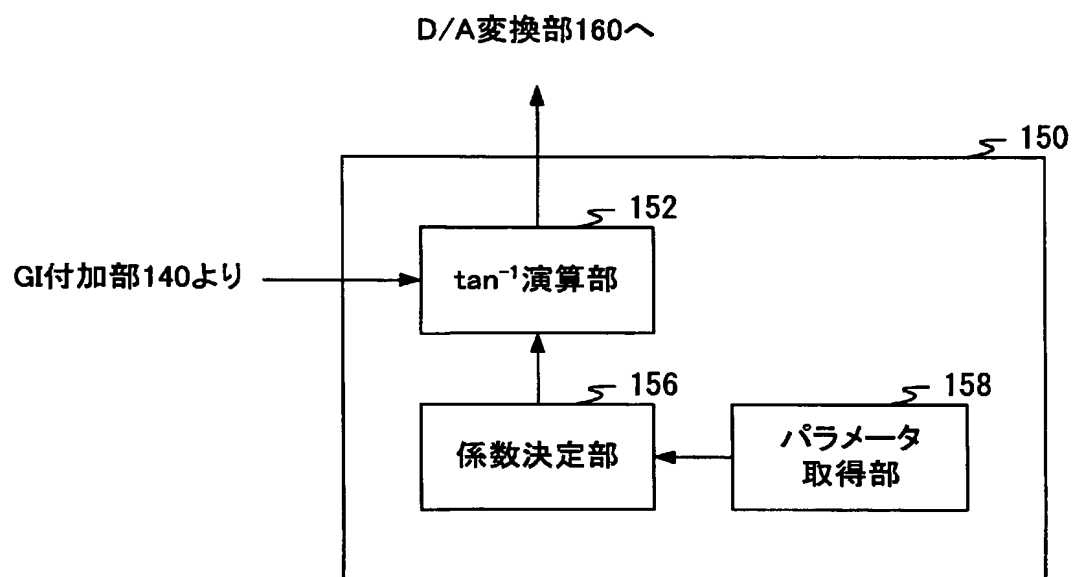 D/A変換部160へ
150
152
GI付加部140より
tan⁻¹演算部
156
158
係数決定部
パラメータ
取得部